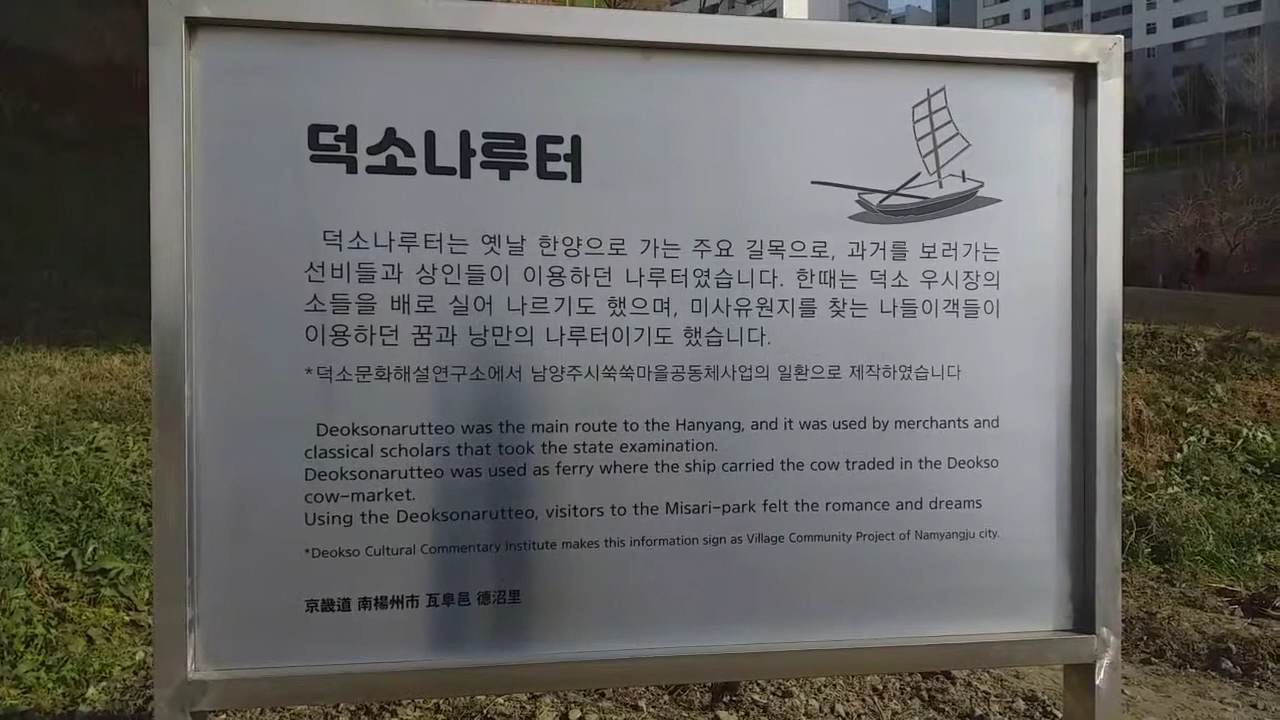 덕소나루터
덕소나루터는 옛날 한양으로 가는 주요 길목으로, 과거를 보러가는
선비들과 상인들이 이용하던 나루터였습니다. 한때는 덕소 우시장의
소들을 배로 실어 나르기도 했으며, 미사유원지를 찾는 나들이객들이
이용하던 꿈과 낭만의 나루터이기도 했습니다.
*덕소문화해설연구소에서 남양주시쑥쑥마을공동체사업의 일환으로 제작하였습니다
Deoksonarutteo was the main route to the Hanyang, and it was used by merchants and
classical scholars that took the state examination.
Deoksonarutteo was used as ferry where the ship carried the cow traded in the Deokso
cow-market.
Using the Deoksonarutteo, visitors to the Misari-park felt the romance and dreams
*Deokso Cultural Commentary Institute makes this information sign as Village Community Project of Namyangju city.
京畿道 南楊州市 瓦阜邑 德沼里